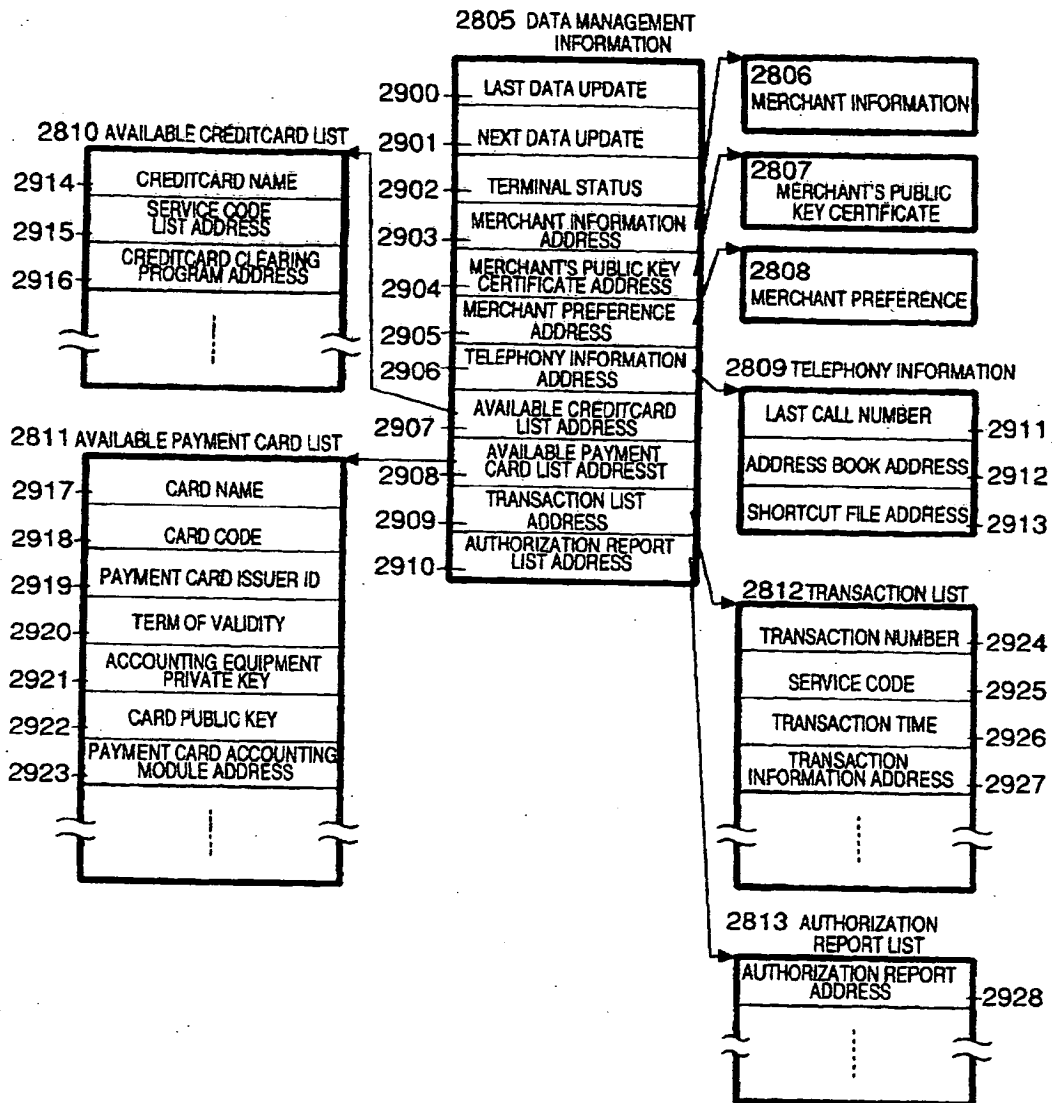 2805 DATA MANAGEMENT
INFORMATION
2900 LAST DATA UPDATE
2901 NEXT DATA UPDATE
2902 TERMINAL STATUS
2903 MERCHANT INFORMATION
ADDRESS
2904 MERCHANT'S PUBLIC KEY
CERTIFICATE ADDRESS
2905 MERCHANT PREFERENCE
ADDRESS
2906 TELEPHONY INFORMATION
ADDRESS
2907 AVAILABLE CREDITCARD
LIST ADDRESS
2908 AVAILABLE PAYMENT
CARD LIST ADDRESST
2909 TRANSACTION LIST
ADDRESS
2910 AUTHORIZATION REPORT
LIST ADDRESS
2810 AVAILABLE CREDITCARD LIST
2914 CREDITCARD NAME
2915 SERVICE CODE
LIST ADDRESS
2916 CREDITCARD CLEARING
PROGRAM ADDRESS
2811 AVAILABLE PAYMENT CARD LIST
2917 CARD NAME
2918 CARD CODE
2919 PAYMENT CARD ISSUER ID
2920 TERM OF VALIDITY
2921 ACCOUNTING EQUIPMENT
PRIVATE KEY
2922 CARD PUBLIC KEY
2923 PAYMENT CARD ACCOUNTING
MODULE ADDRESS
2806
MERCHANT INFORMATION
2807
MERCHANT'S PUBLIC
KEY CERTIFICATE
2808
MERCHANT PREFERENCE
2809 TELEPHONY INFORMATION
LAST CALL NUMBER 2911
ADDRESS BOOK ADDRESS 2912
SHORTCUT FILE ADDRESS 2913
2812 TRANSACTION LIST
TRANSACTION NUMBER 2924
SERVICE CODE 2925
TRANSACTION TIME 2926
TRANSACTION
INFORMATION ADDRESS 2927
2813 AUTHORIZATION
REPORT LIST
AUTHORIZATION REPORT
ADDRESS 2928